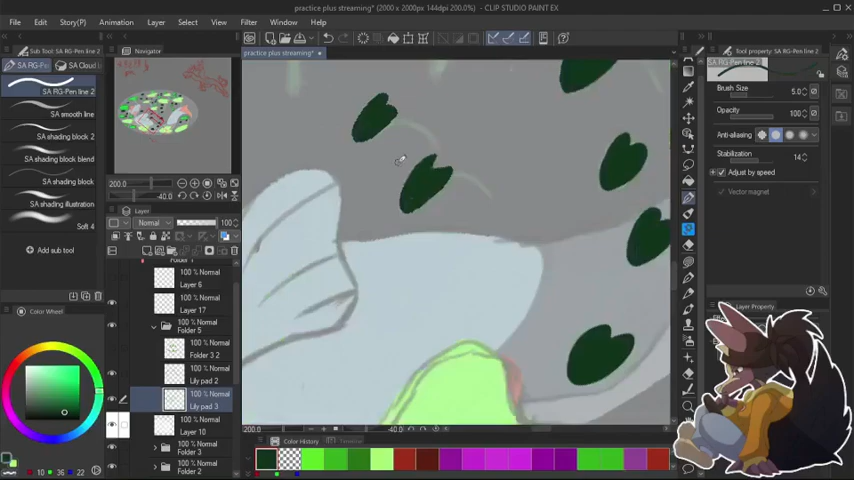 practice plus streaming* (2000 x 2000px 144dpi 200.0%) - CLIP STUDIO PAINT EX
File Edit Story(P) Animation Layer Select View Filter Window Help
Sub Tool: SA RG-Pen line 2
SA RG-Pen
SA Cloud
SA RG-Pen line 2
SA smooth line
SA shading block 2
SA shading block blend
SA shading block
SA shading illustration
Soft 4
Add sub tool
Color Wheel
10 36 22
Navigator
200.0
-40.0
Layer
Normal 100
Folder 1
100 % Normal
Layer 6
100 % Normal
Layer 17
100 % Normal
Folder 5
100 % Normal
Folder 3 2
100 % Normal
Lily pad 2
100 % Normal
Lily pad 3
100 % Normal
Layer 10
100 % Normal
Folder 3
100 % Normal
Folder 2
practice plus streaming*
200.0
-40.0
Color History
Timeline
Tool property: SA RG-Pen line 2
SA RG-Pen line 2
Brush Size 5.0
Opacity 100
Anti-aliasing
Stabilization 14
Adjust by speed
Vector magnet
Layer Property